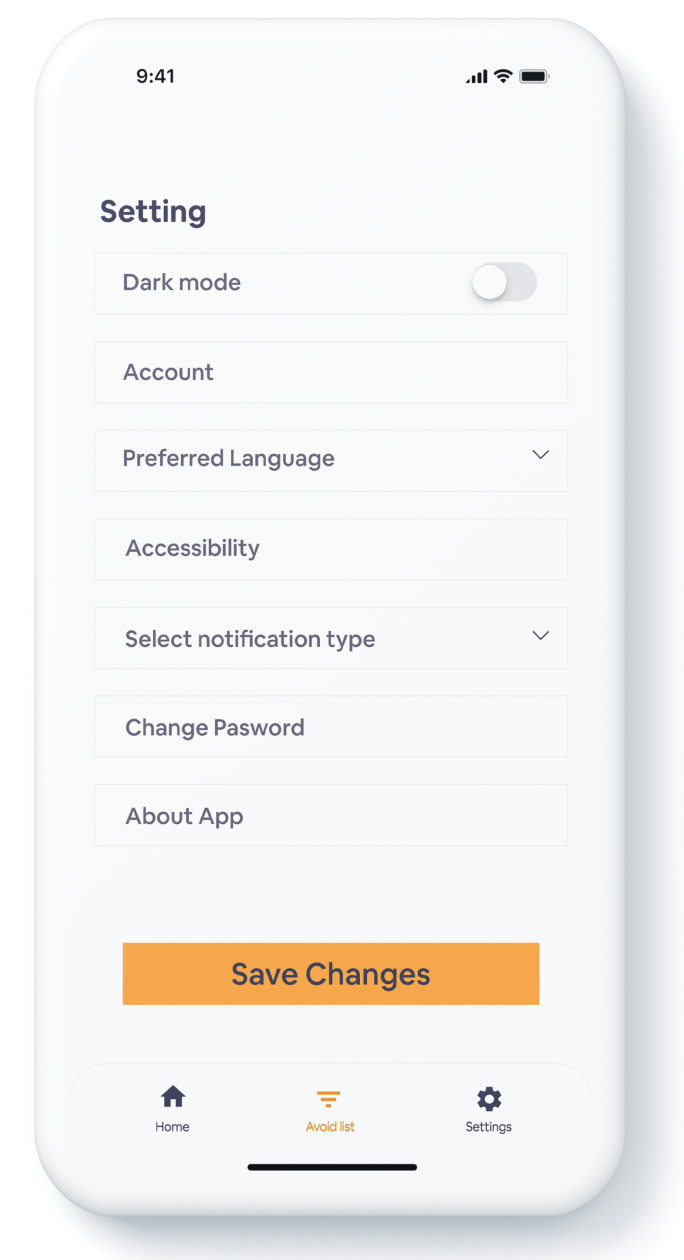 9:41
Setting
Dark mode
Account
Preferred Language
Accessibility
Select notification type
Change Pasword
About App
Save Changes
Home
Avoid list
Settings